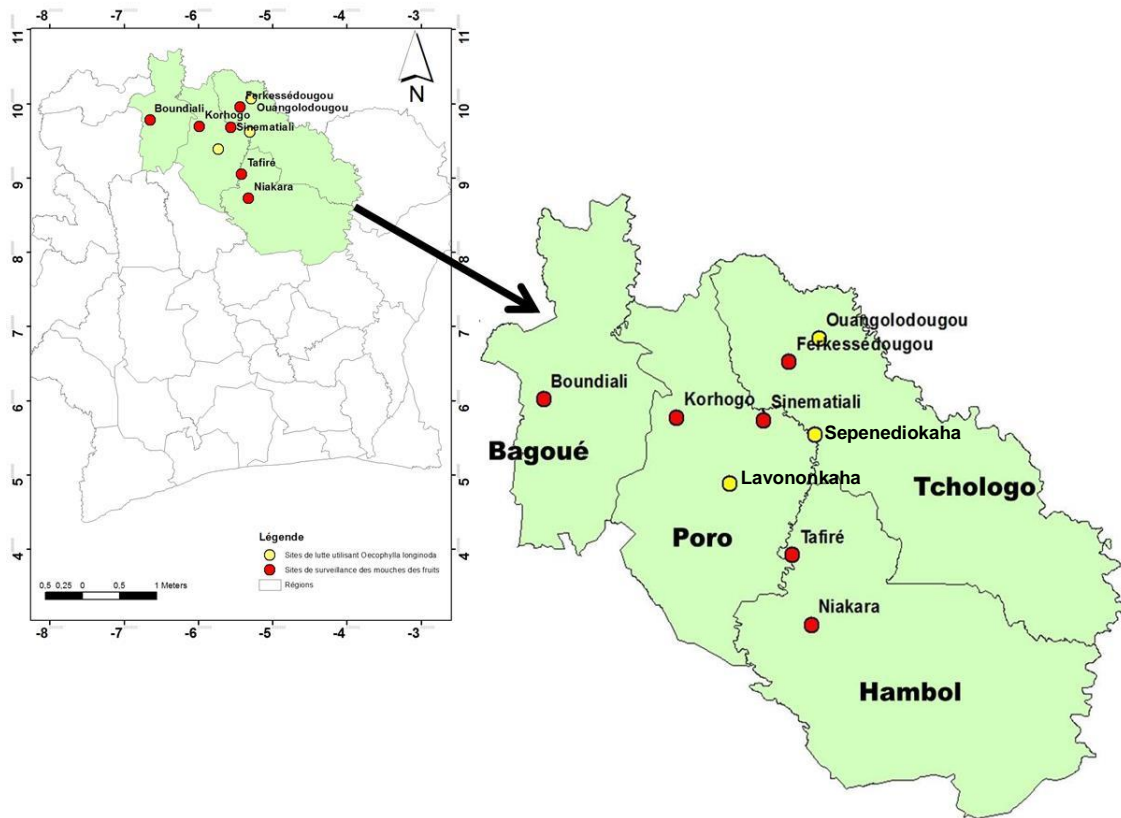 -8 -7 -6 -5 -4 -3
11 11
10
9
8
7
6
5
4
10
9
8
7
6
5
4
N
Ferkessédougou
Boundiali
Ouangolodougou
Korhogo
Sinematiali
Tafiré
Niakara
Légende
Sites de lutte utilisant Oecophylla longinoda
Sites de surveillance des mouches des fruits
Régions
0,5 0,25 0 0,5 1 Meters
-8 -7 -6 -5 -4 -3
Ouangolodougou
Ferkessédougou
Boundiali
Korhogo
Sinematiali
Sepenediokaha
Bagoué
Lavononkaha
Tchologo
Poro
Tafiré
Niakara
Hambol